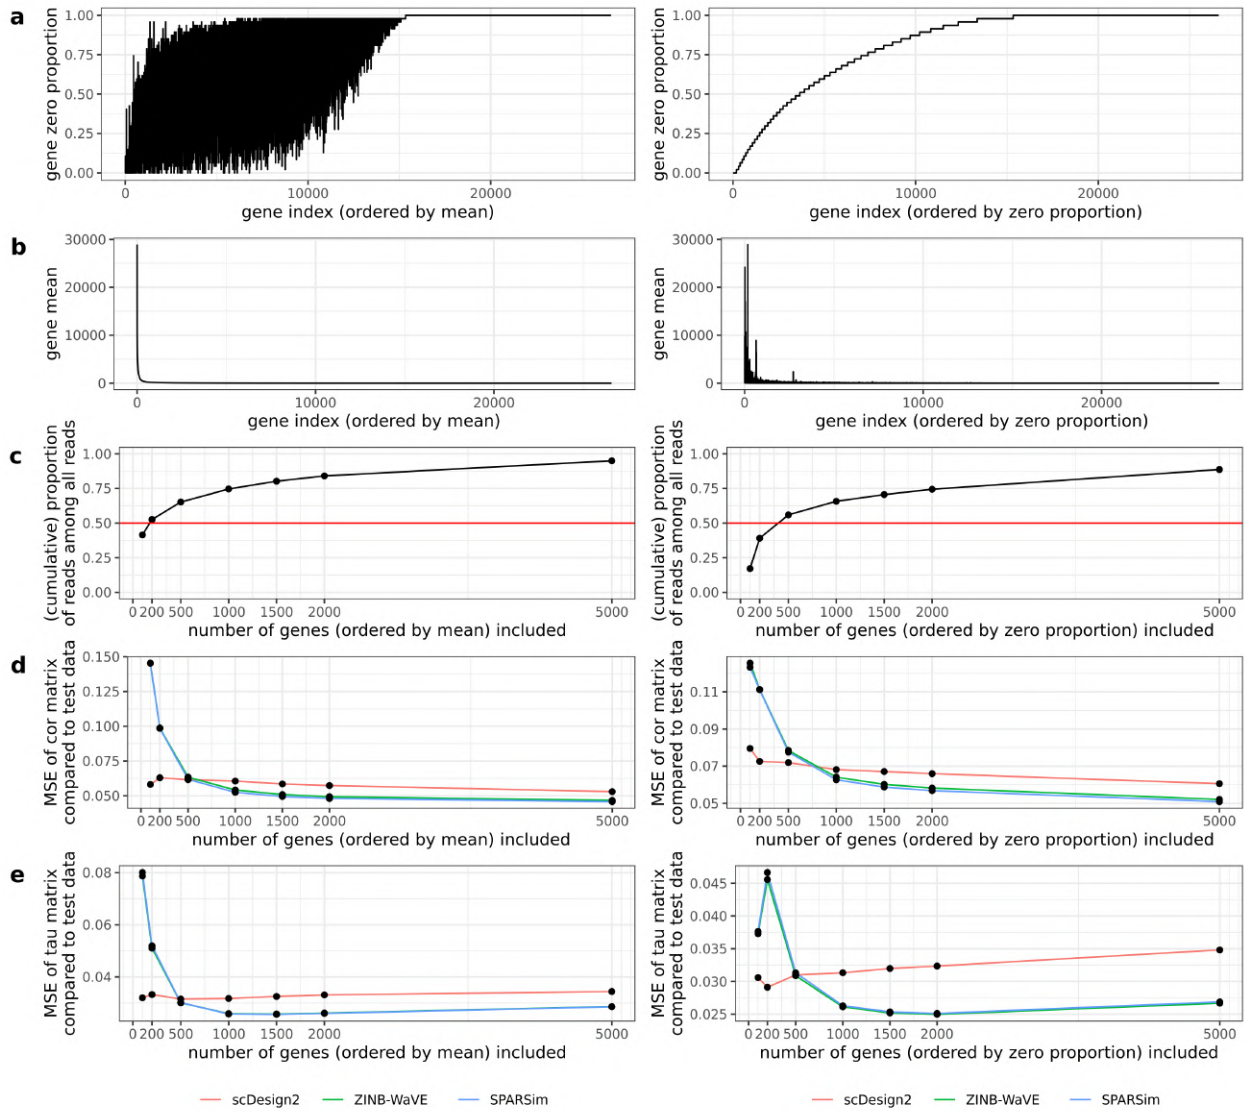 a
gene zero proportion
1.00
0.75
0.50
0.25
0.00
0 10000 20000
gene index (ordered by mean)
gene zero proportion
1.00
0.75
0.50
0.25
0.00
0 10000 20000
gene index (ordered by zero proportion)
b
gene mean
30000
20000
10000
0
0 10000 20000
gene index (ordered by mean)
gene mean
30000
20000
10000
0
0 10000 20000
gene index (ordered by zero proportion)
c
(cumulative) proportion
of reads among all reads
1.00
0.75
0.50
0.25
0.00
0 200 500 1000 1500 2000 5000
number of genes (ordered by mean) included
(cumulative) proportion
of reads among all reads
1.00
0.75
0.50
0.25
0.00
0 200 500 1000 1500 2000 5000
number of genes (ordered by zero proportion) included
d
MSE of cor matrix
compared to test data
0.150
0.125
0.100
0.075
0.050
0 200 500 1000 1500 2000 5000
number of genes (ordered by mean) included
MSE of cor matrix
compared to test data
0.11
0.09
0.07
0.05
0 200 500 1000 1500 2000 5000
number of genes (ordered by zero proportion) included
e
MSE of tau matrix
compared to test data
0.08
0.06
0.04
0 200 500 1000 1500 2000 5000
number of genes (ordered by mean) included
MSE of tau matrix
compared to test data
0.045
0.040
0.035
0.030
0.025
0 200 500 1000 1500 2000 5000
number of genes (ordered by zero proportion) included
scDesign2 ZINB-WaVE SPARSim
scDesign2 ZINB-WaVE SPARSim